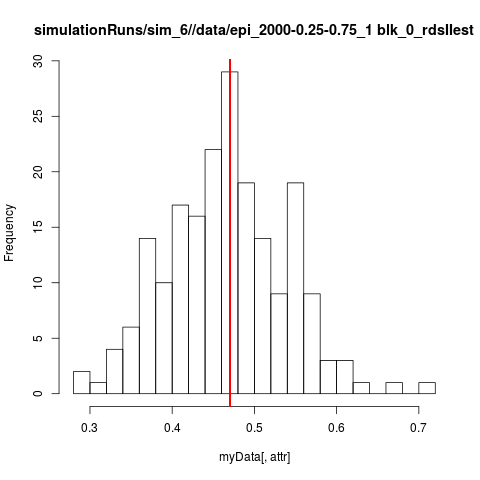 simulationRuns/sim_6//data/epi_2000-0.25-0.75_1 blk_0_rdsllest
Frequency
30
25
20
15
10
5
0
0.3 0.4 0.5 0.6 0.7
myData[, attr]